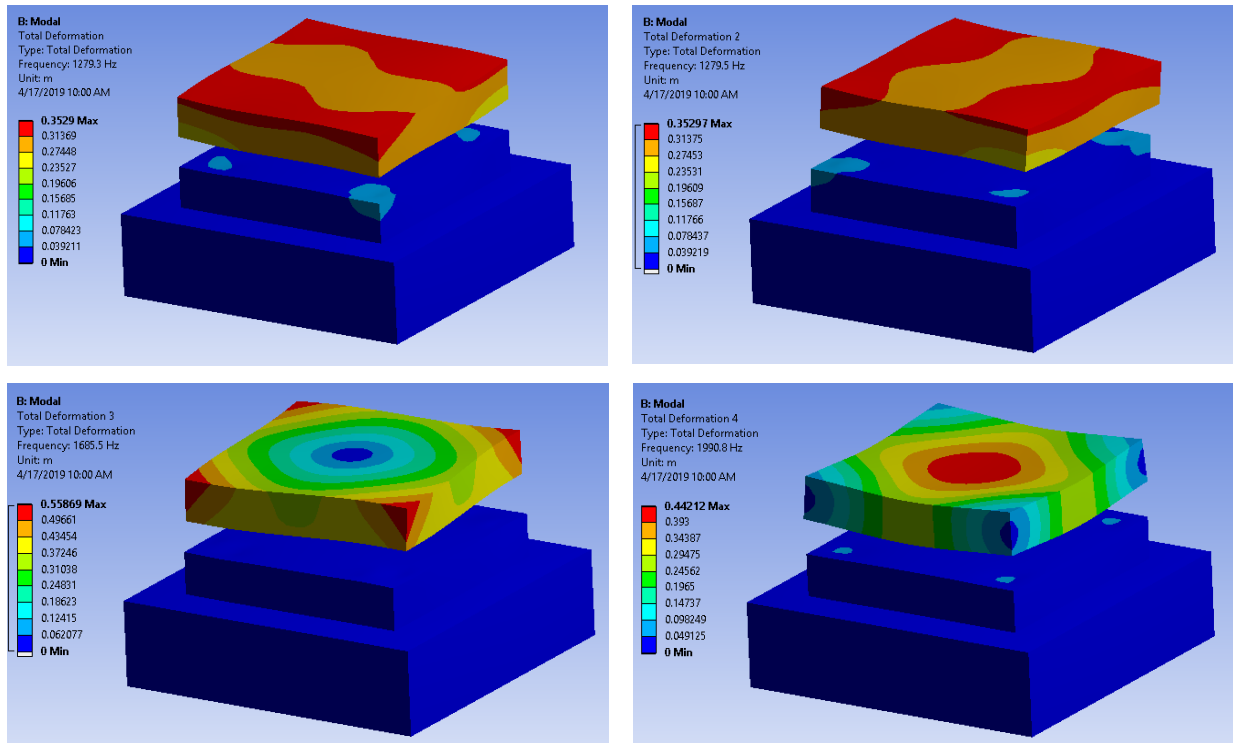 B: Modal
Total Deformation
Type: Total Deformation
Frequency: 1279.3 Hz
Unit: m
4/17/2019 10:00 AM
0.3529 Max
0.31369
0.27448
0.23527
0.19606
0.15685
0.11763
0.078423
0.039211
0 Min
B: Modal
Total Deformation 2
Type: Total Deformation
Frequency: 1279.5 Hz
Unit: m
4/17/2019 10:00 AM
0.35297 Max
0.31375
0.27453
0.23531
0.19609
0.15687
0.11766
0.078437
0.039219
0 Min
B: Modal
Total Deformation 3
Type: Total Deformation
Frequency: 1685.5 Hz
Unit: m
4/17/2019 10:00 AM
0.55869 Max
0.49661
0.43454
0.37246
0.31038
0.24831
0.18623
0.12415
0.062077
0 Min
B: Modal
Total Deformation 4
Type: Total Deformation
Frequency: 1990.8 Hz
Unit: m
4/17/2019 10:00 AM
0.44212 Max
0.393
0.34387
0.29475
0.24562
0.1965
0.14737
0.098249
0.049125
0 Min